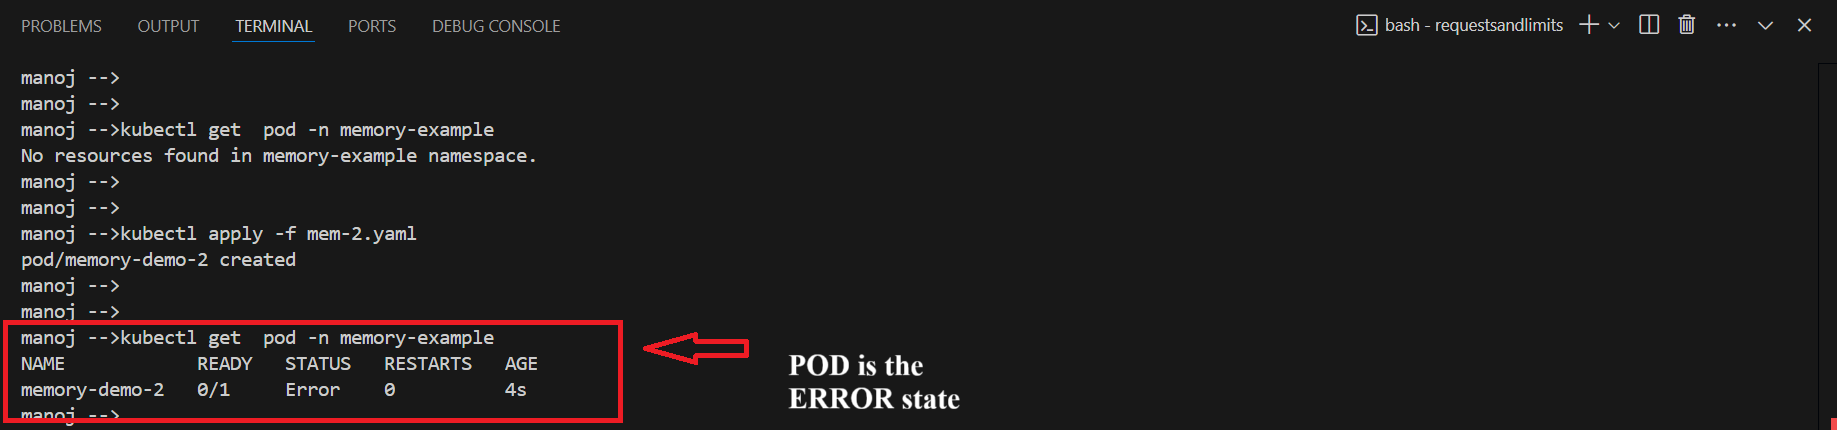 PROBLEMS OUTPUT TERMINAL PORTS DEBUG CONSOLE bash - requestsandlimits
manoj -->
manoj -->
manoj -->kubectl get  pod -n memory-example
No resources found in memory-example namespace.
manoj -->
manoj -->
manoj -->kubectl apply -f mem-2.yaml
pod/memory-demo-2 created
manoj -->
manoj -->
manoj -->kubectl get  pod -n memory-example
NAME            READY   STATUS   RESTARTS   AGE
memory-demo-2   0/1     Error    0          4s
manoj -->
POD is the
ERROR state